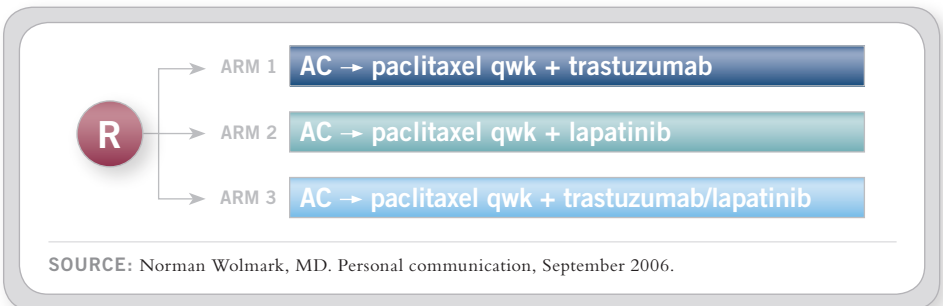 R
ARM 1 AC → paclitaxel qwk + trastuzumab
ARM 2 AC → paclitaxel qwk + lapatinib
ARM 3 AC → paclitaxel qwk + trastuzumab/lapatinib
SOURCE: Norman Wolmark, MD. Personal communication, September 2006.